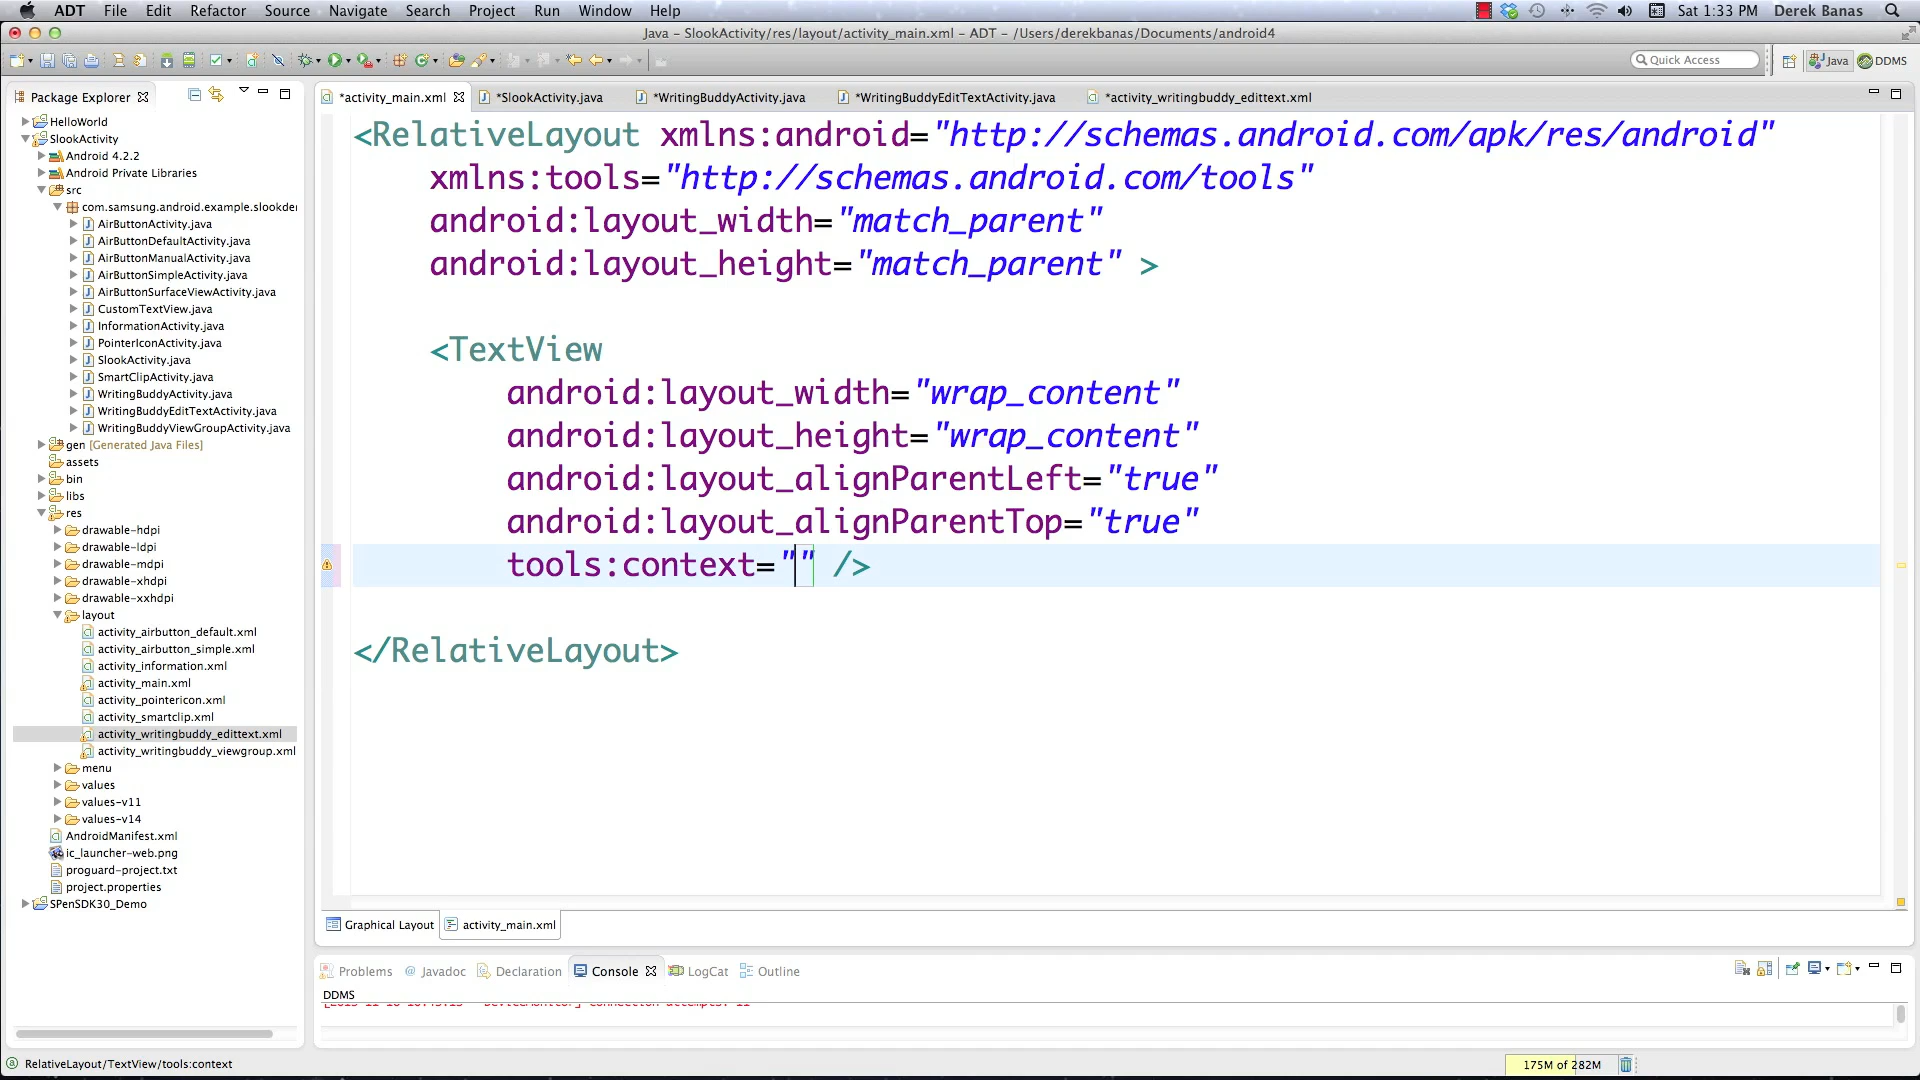 ADT File Edit Refactor Source Navigate Search Project Run Window Help Sat 1:33 PM Derek Banas
Java - SlookActivity/res/layout/activity_main.xml - ADT - /Users/derekbanas/Documents/android4
Quick Access Java DDMS
Package Explorer
HelloWorld
SlookActivity
Android 4.2.2
Android Private Libraries
src
com.samsung.android.example.slookder
AirButtonActivity.java
AirButtonDefaultActivity.java
AirButtonManualActivity.java
AirButtonSimpleActivity.java
AirButtonSurfaceViewActivity.java
CustomTextView.java
InformationActivity.java
PointerIconActivity.java
SlookActivity.java
SmartClipActivity.java
WritingBuddyActivity.java
WritingBuddyEditTextActivity.java
WritingBuddyViewGroupActivity.java
gen [Generated Java Files]
assets
bin
libs
res
drawable-hdpi
drawable-ldpi
drawable-mdpi
drawable-xhdpi
drawable-xxhdpi
layout
activity_airbutton_default.xml
activity_airbutton_simple.xml
activity_information.xml
activity_main.xml
activity_pointericon.xml
activity_smartclip.xml
activity_writingbuddy_edittext.xml
activity_writingbuddy_viewgroup.xml
menu
values
values-v11
values-v14
AndroidManifest.xml
ic_launcher-web.png
proguard-project.txt
project.properties
SPenSDK30_Demo
*activity_main.xml *SlookActivity.java *WritingBuddyActivity.java *WritingBuddyEditTextActivity.java *activity_writingbuddy_edittext.xml
<RelativeLayout xmlns:android="http://schemas.android.com/apk/res/android"
xmlns:tools="http://schemas.android.com/tools"
android:layout_width="match_parent"
android:layout_height="match_parent" >
<TextView
android:layout_width="wrap_content"
android:layout_height="wrap_content"
android:layout_alignParentLeft="true"
android:layout_alignParentTop="true"
tools:context="" />
</RelativeLayout>
Graphical Layout activity_main.xml
Problems Javadoc Declaration Console LogCat Outline
DDMS
RelativeLayout/TextView/tools:context 175M of 282M